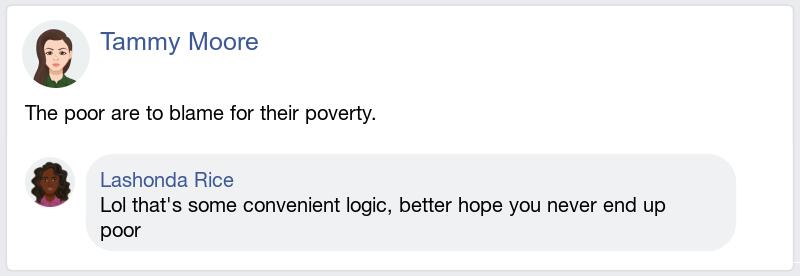 Tammy Moore
The poor are to blame for their poverty.
Lashonda Rice
Lol that's some convenient logic, better hope you never end up
poor